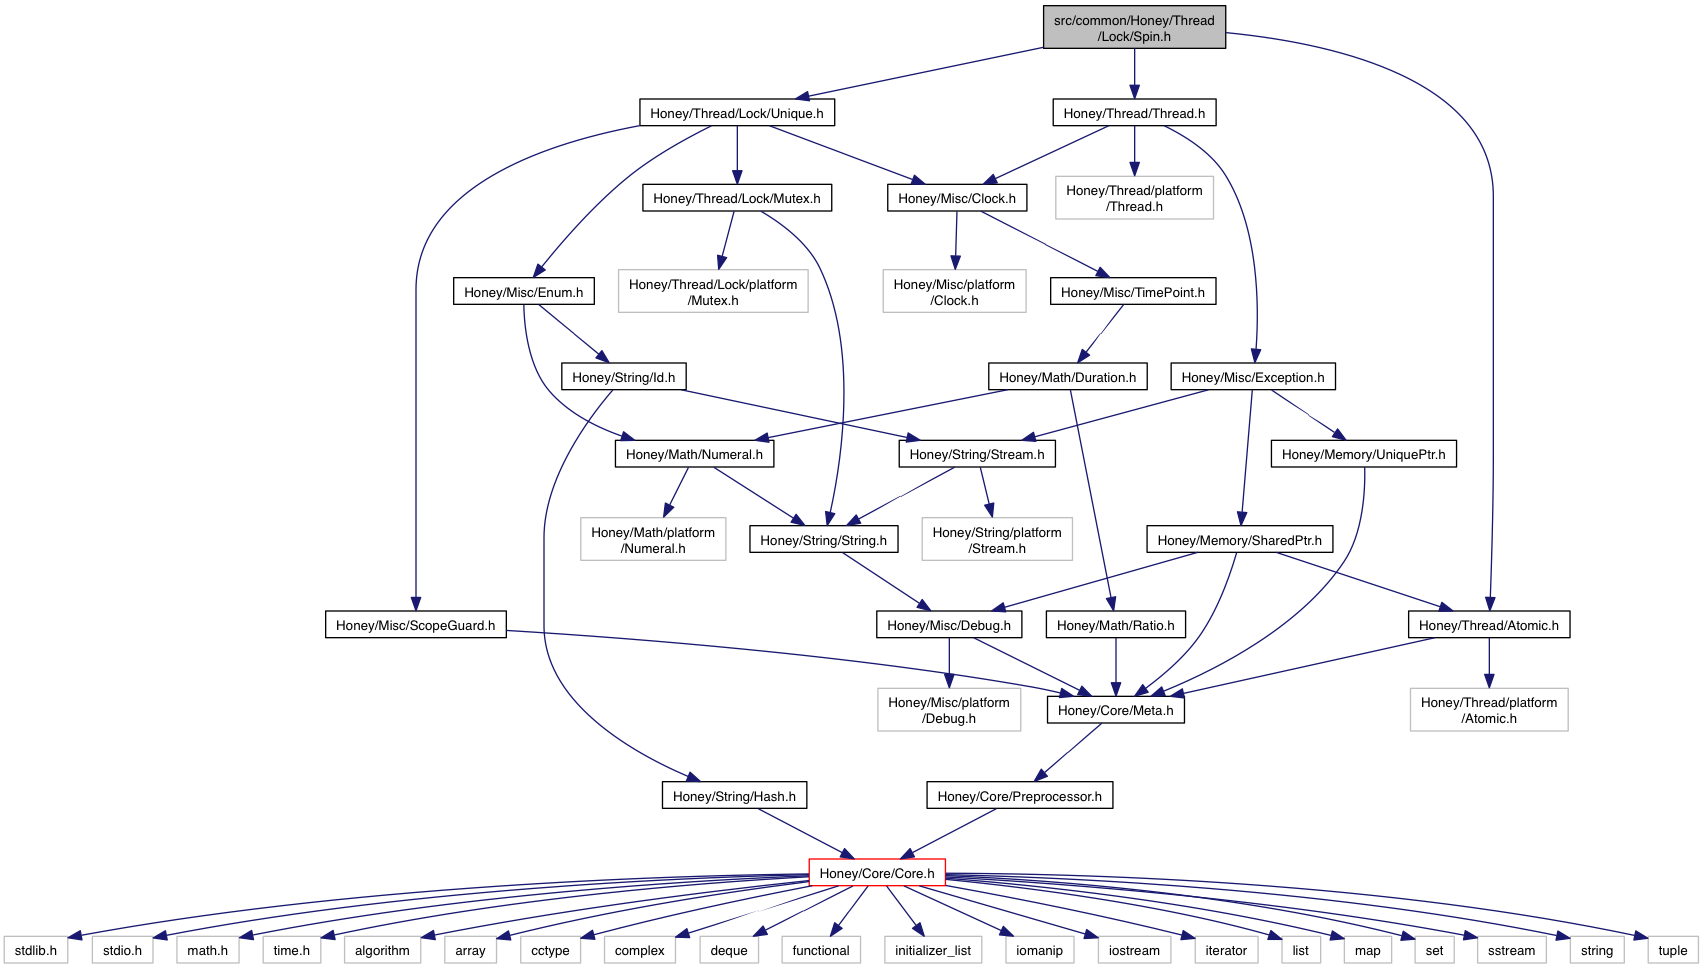 src/common/Honey/Thread
/Lock/Spin.h
Honey/Thread/Lock/Unique.h
Honey/Thread/Thread.h
Honey/Thread/Lock/Mutex.h
Honey/Misc/Clock.h
Honey/Thread/platform
/Thread.h
Honey/Misc/Enum.h
Honey/Thread/Lock/platform
/Mutex.h
Honey/Misc/platform
/Clock.h
Honey/Misc/TimePoint.h
Honey/String/Id.h
Honey/Math/Duration.h
Honey/Misc/Exception.h
Honey/Math/Numeral.h
Honey/String/Stream.h
Honey/Memory/UniquePtr.h
Honey/Math/platform
/Numeral.h
Honey/String/String.h
Honey/String/platform
/Stream.h
Honey/Memory/SharedPtr.h
Honey/Misc/ScopeGuard.h
Honey/Misc/Debug.h
Honey/Math/Ratio.h
Honey/Thread/Atomic.h
Honey/Misc/platform
/Debug.h
Honey/Core/Meta.h
Honey/Thread/platform
/Atomic.h
Honey/String/Hash.h
Honey/Core/Preprocessor.h
Honey/Core/Core.h
stdlib.h
stdio.h
math.h
time.h
algorithm
array
cctype
complex
deque
functional
initializer_list
iomanip
iostream
iterator
list
map
set
sstream
string
tuple